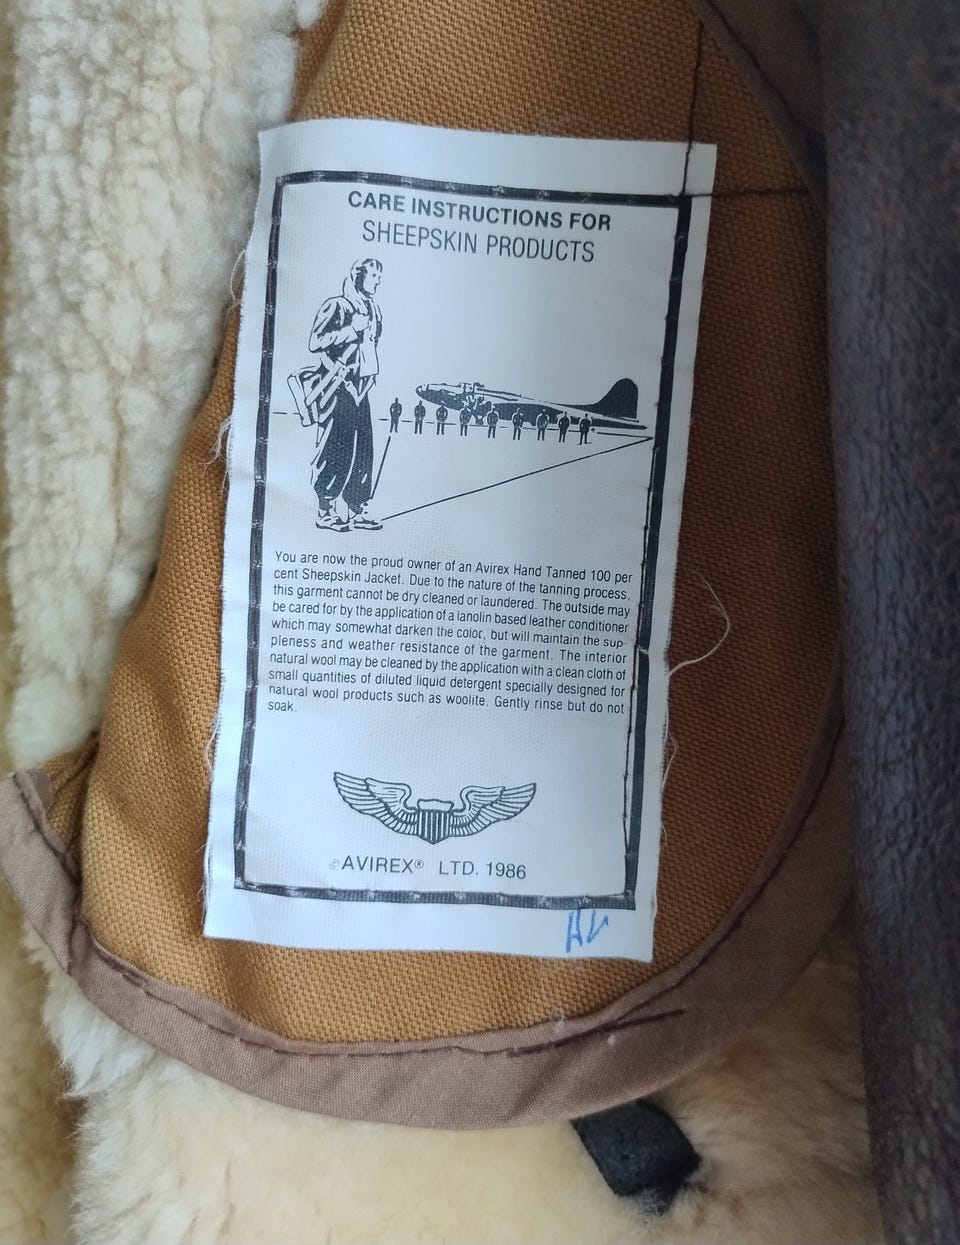 CARE INSTRUCTIONS FOR
SHEEPSKIN PRODUCTS
You are now the proud owner of an Avirex Hand Tanned 100 per
cent Sheepskin Jacket. Due to the nature of the tanning process,
this garment cannot be dry cleaned or laundered. The outside may
be cared for by the application of a lanolin based leather conditioner
which may somewhat darken the color, but will maintain the sup-
pleness and weather resistance of the garment. The interior
natural wool may be cleaned by the application with a clean cloth of
small quantities of diluted liquid detergent specially designed for
natural wool products such as woolite. Gently rinse but do not
soak.
©AVIREX® LTD. 1986